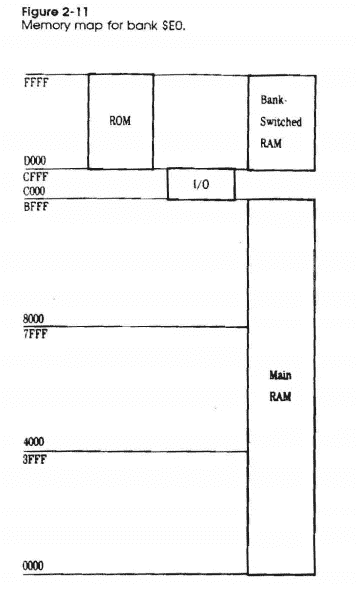 Figure 2-11
Memory map for bank $E0.
FFFF
ROM
Bank-
Switched
RAM
D000
CFFF
I/O
C000
BFFF
8000
7FFF
Main
RAM
4000
3FFF
0000